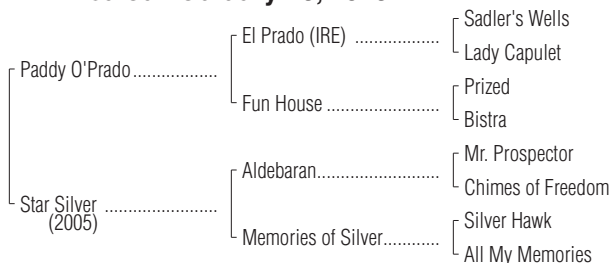 Sadler's Wells
El Prado (IRE) ....................
Lady Capulet
Paddy O'Prado..................
Prized
Fun House ..........................
Bistra
Mr. Prospector
Aldebaran............................
Chimes of Freedom
Star Silver ........................
(2005)
Silver Hawk
Memories of Silver............
All My Memories